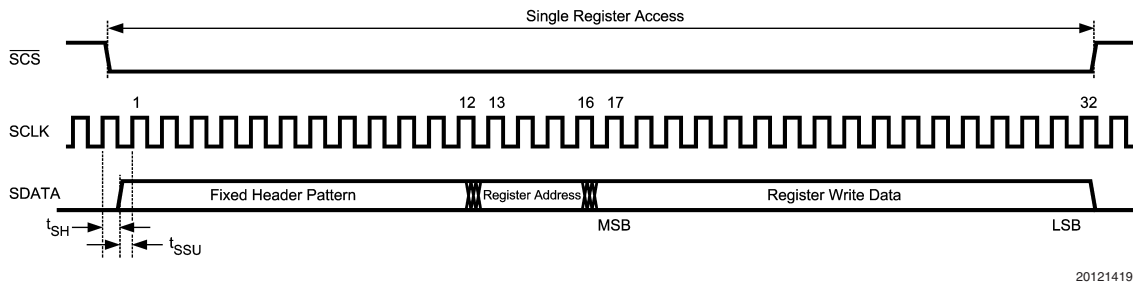 Single Register Access
SCS
1 12 13 16 17 32
SCLK
SDATA Fixed Header Pattern Register Address Register Write Data
tSH MSB LSB
tSSU
20121419